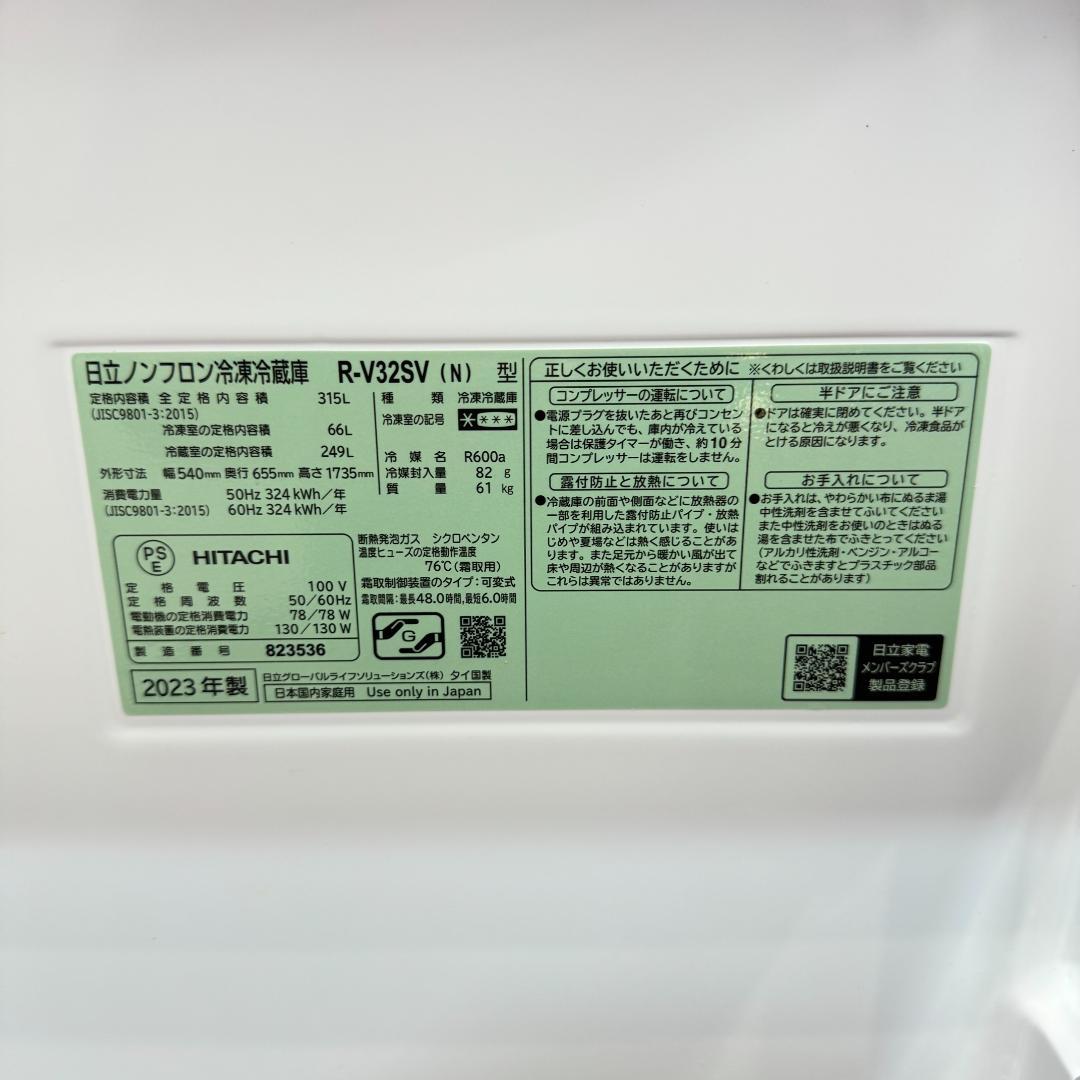 日立ノンフロン冷凍冷蔵庫 R-V32SV (N) 型
定格内容積 全定格内容積 315L
(JISC9801-3:2015)
冷凍室の定格内容積 66L
冷蔵室の定格内容積 249L
外形寸法 幅540mm 奥行655mm 高さ1735mm
消費電力量 50Hz 324kWh/年
(JISC9801-3:2015) 60Hz 324kWh/年
種類 冷凍冷蔵庫
冷凍室の記号 ****
冷媒名 R600a
冷媒封入量 82 g
質量 61 kg
PS E HITACHI
定格電圧 100V
定格周波数 50/60Hz
電動機の定格消費電力 78/78W
電熱装置の定格消費電力 130/130W
製造番号 823536
断熱発泡ガス シクロペンタン
温度ヒューズの定格動作温度
76℃(霜取用)
霜取制御装置のタイプ:可変式
霜取間隔:最長48.0時間,最短6.0時間
G
2023年製
日立グローバルライフソリューションズ(株) タイ国製
日本国内家庭用 Use only in Japan
正しくお使いいただくために ※くわしくは取扱説明書をご覧ください
コンプレッサーの運転について
●電源プラグを抜いたあと再びコンセン
トに差し込んでも、庫内が冷えている
場合は保護タイマーが働き、約10分
間コンプレッサーは運転をしません。
露付防止と放熱について
●冷蔵庫の前面や側面などに放熱器の
一部を利用した露付防止パイプ・放熱
パイプが組み込まれています。使いは
じめや夏場などは熱く感じることがあり
ます。また足元から暖かい風が出て
床や周辺が熱くなることがありますが
これらは異常ではありません。
半ドアにご注意
●ドアは確実に閉めてください。半ドア
になると冷えが悪くなり、冷凍食品が
とける原因になります。
お手入れについて
●お手入れは、やわらかい布にぬるま湯
中性洗剤を含ませてふいてください
また中性洗剤をお使いのときはぬる
湯を含ませた布でふきとってください
(アルカリ性洗剤・ベンジン・アルコー
などでふきますとプラスチック部品
割れることがあります)
日立家電
メンバーズクラブ
製品登録